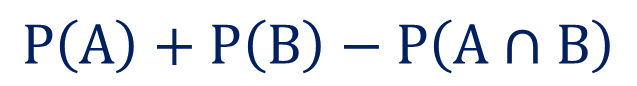 P(A) + P(B) − P(A ∩ B)